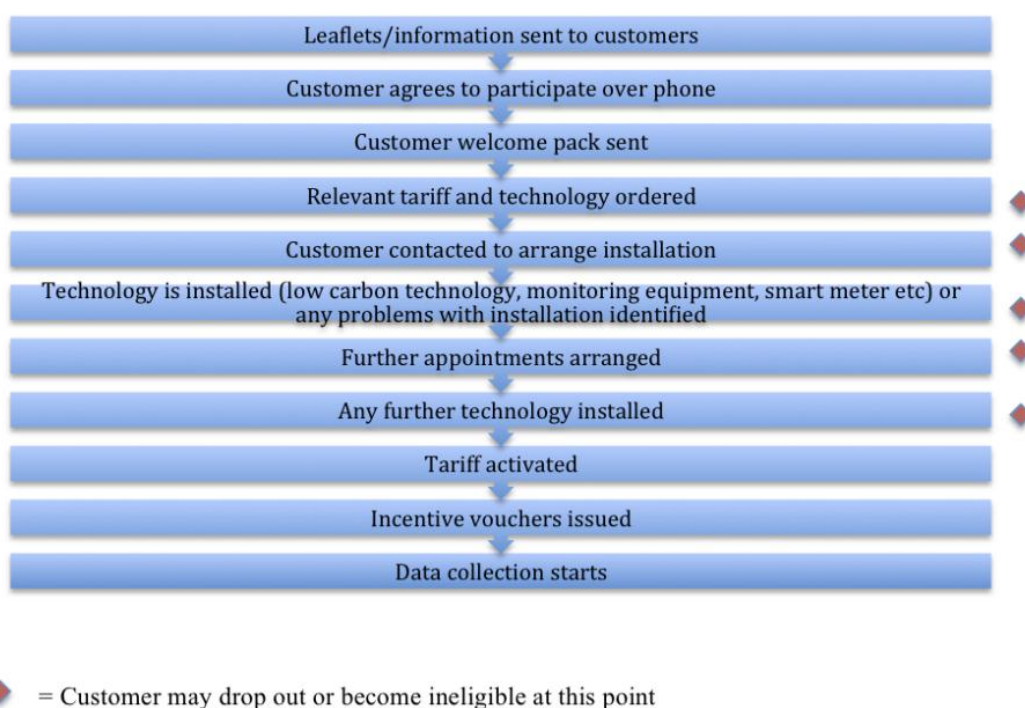 Leaflets/information sent to customers
Customer agrees to participate over phone
Customer welcome pack sent
Relevant tariff and technology ordered
Customer contacted to arrange installation
Technology is installed (low carbon technology, monitoring equipment, smart meter etc) or
any problems with installation identified
Further appointments arranged
Any further technology installed
Tariff activated
Incentive vouchers issued
Data collection starts
= Customer may drop out or become ineligible at this point